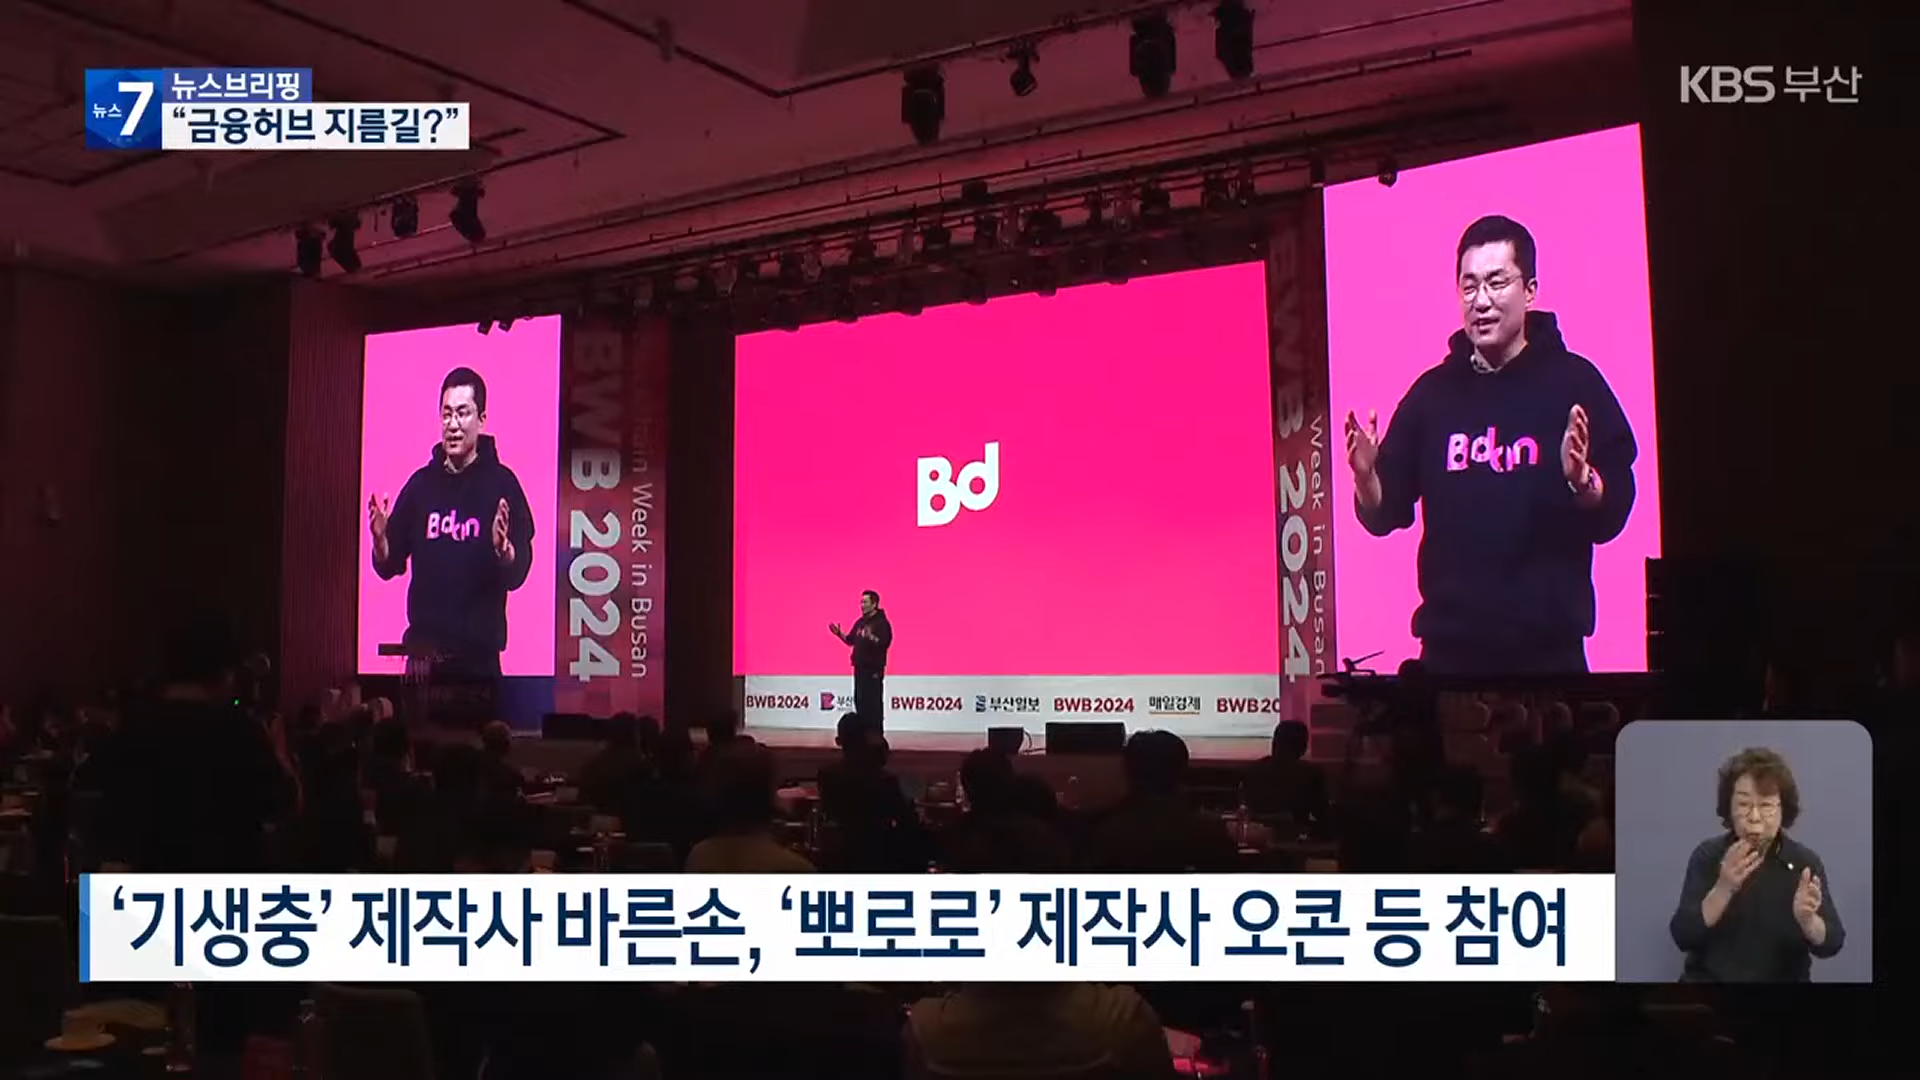 뉴스7
뉴스브리핑
“금융허브 지름길?”
KBS 부산
BWB 2024
Week in Busan
Bdan
Bd
BWB 2024
Week in Busan
Bdan
BWB2024
BWB2024
부산일보
BWB2024
매일경제
‘기생충’ 제작사 바른손, ‘뽀로로’ 제작사 오콘 등 참여